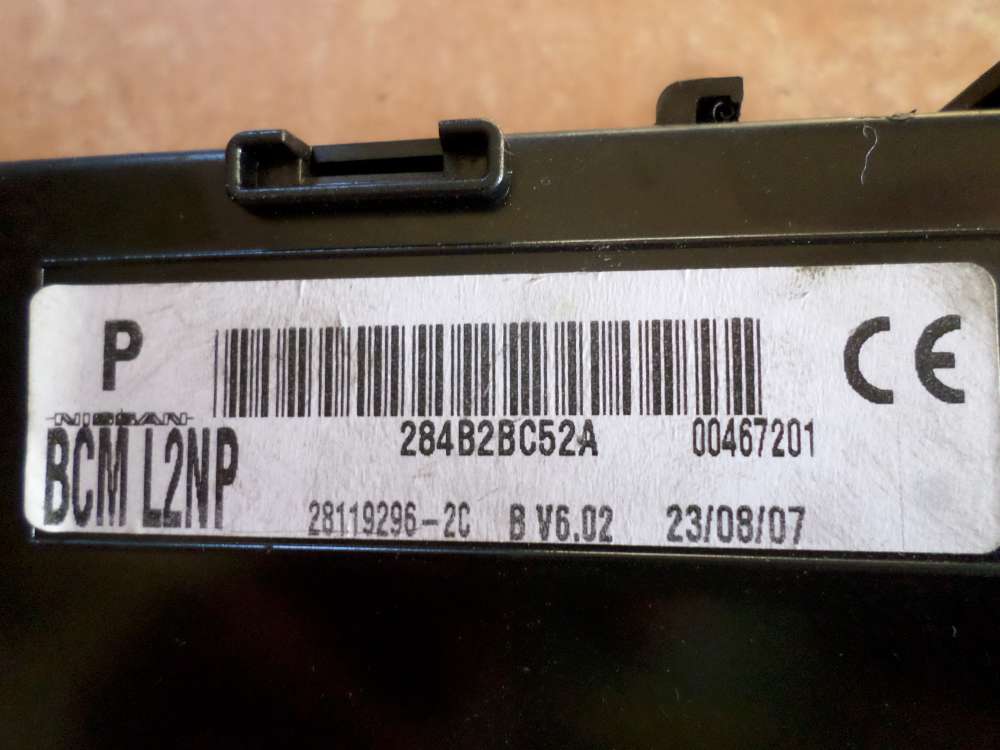 P
CE
NISSAN
BCM L2NP
284B2BC52A 00467201
28119296-2C B V6.02 23/08/07